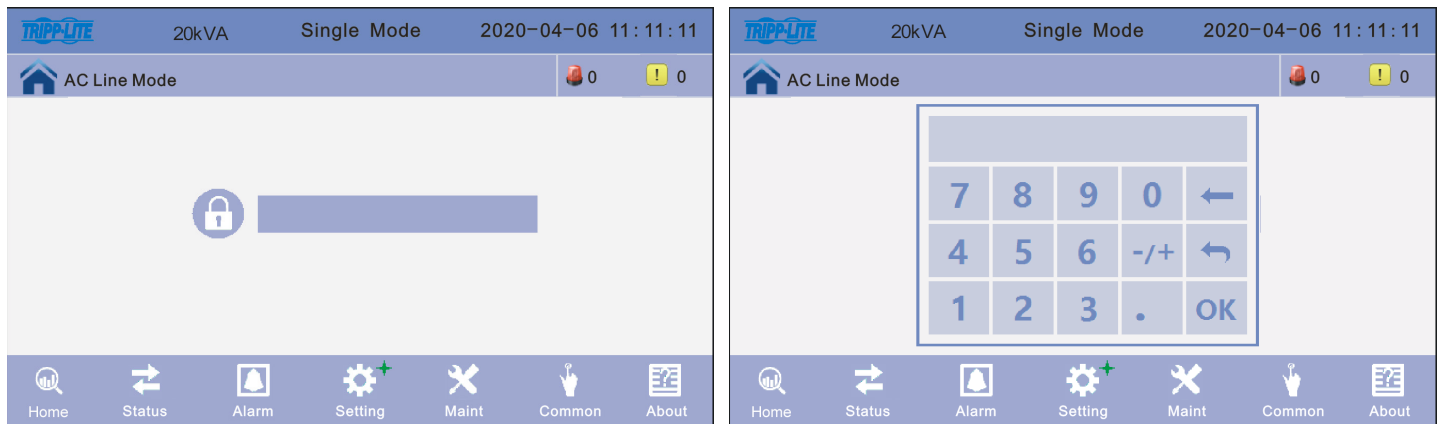 TRIPP-LITE 20kVA Single Mode 2020-04-06 11:11:11
AC Line Mode 0 ! 0
Home Status Alarm Setting Maint Common About
TRIPP-LITE 20kVA Single Mode 2020-04-06 11:11:11
AC Line Mode 0 ! 0
7 8 9 0
4 5 6 -/+
1 2 3 . OK
Home Status Alarm Setting Maint Common About